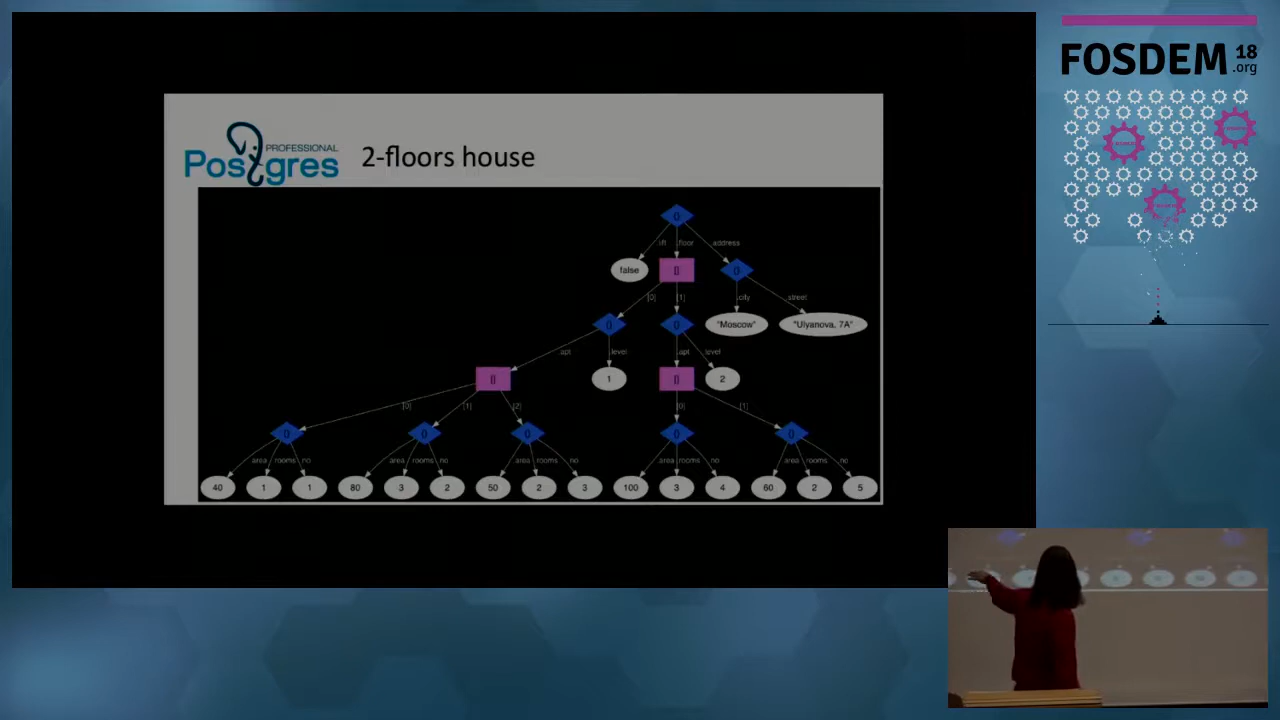 FOSDEM 18
.org
PROFESSIONAL
Postgres
2-floors house
{}
lift floor address
false [] {}
[0] [1] city street
{} {} "Moscow" "Ulyanova, 7A"
apt level apt level
[] 1 [] 2
[0] [1] [2] [0] [1]
{} {} {} {} {}
area rooms no area rooms no area rooms no area rooms no area rooms no
40 1 1 80 3 2 50 2 3 100 3 4 60 2 5